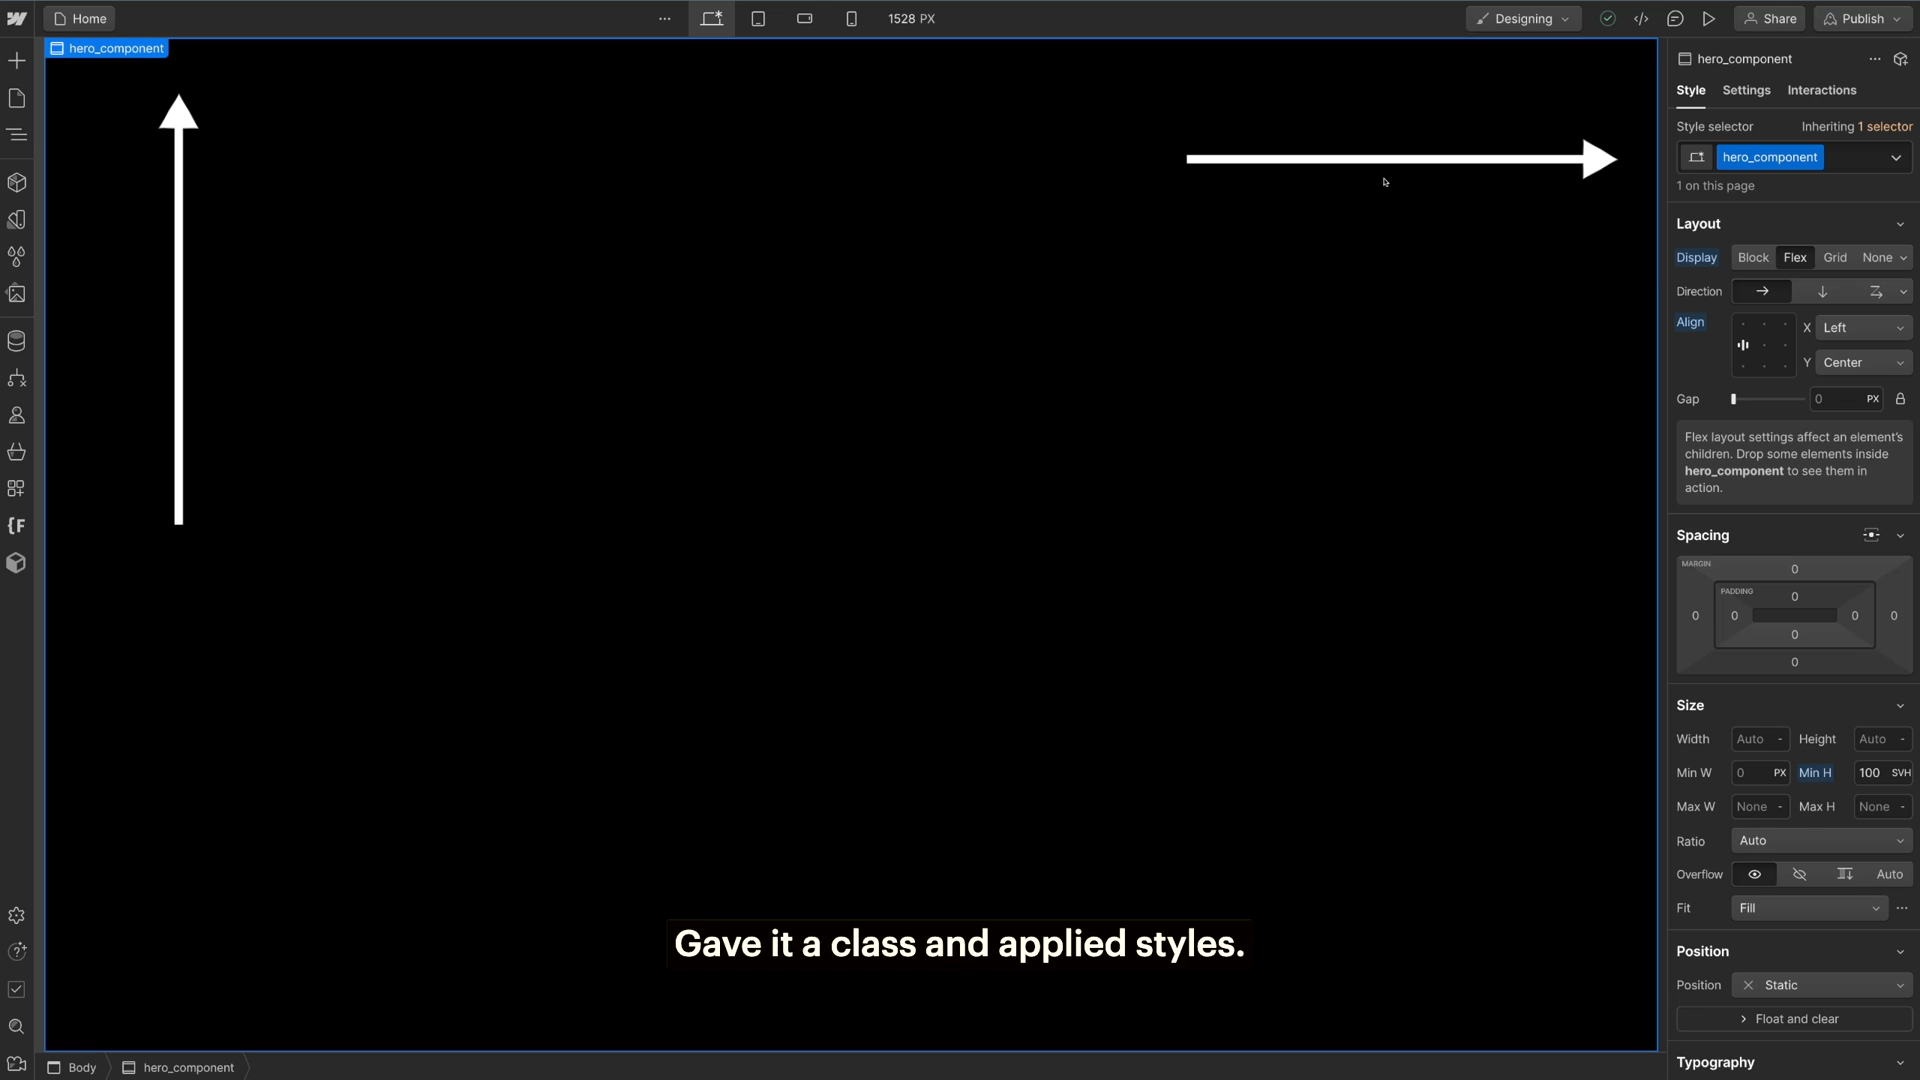 Home
1528 PX
Designing
Share
Publish
hero_component
hero_component
Style Settings Interactions
Style selector Inheriting 1 selector
hero_component
1 on this page
Layout
Display Block Flex Grid None
Direction
Align X Left
Y Center
Gap 0 PX
Flex layout settings affect an element's
children. Drop some elements inside
hero_component to see them in
action.
Spacing
MARGIN
0
PADDING
0
0 0 0 0
0
0
Size
Width Auto - Height Auto -
Min W 0 PX Min H 100 SVH
Max W None - Max H None -
Ratio Auto
Overflow Auto
Fit Fill
Position
Position Static
Float and clear
Typography
Gave it a class and applied styles.
Body hero_component